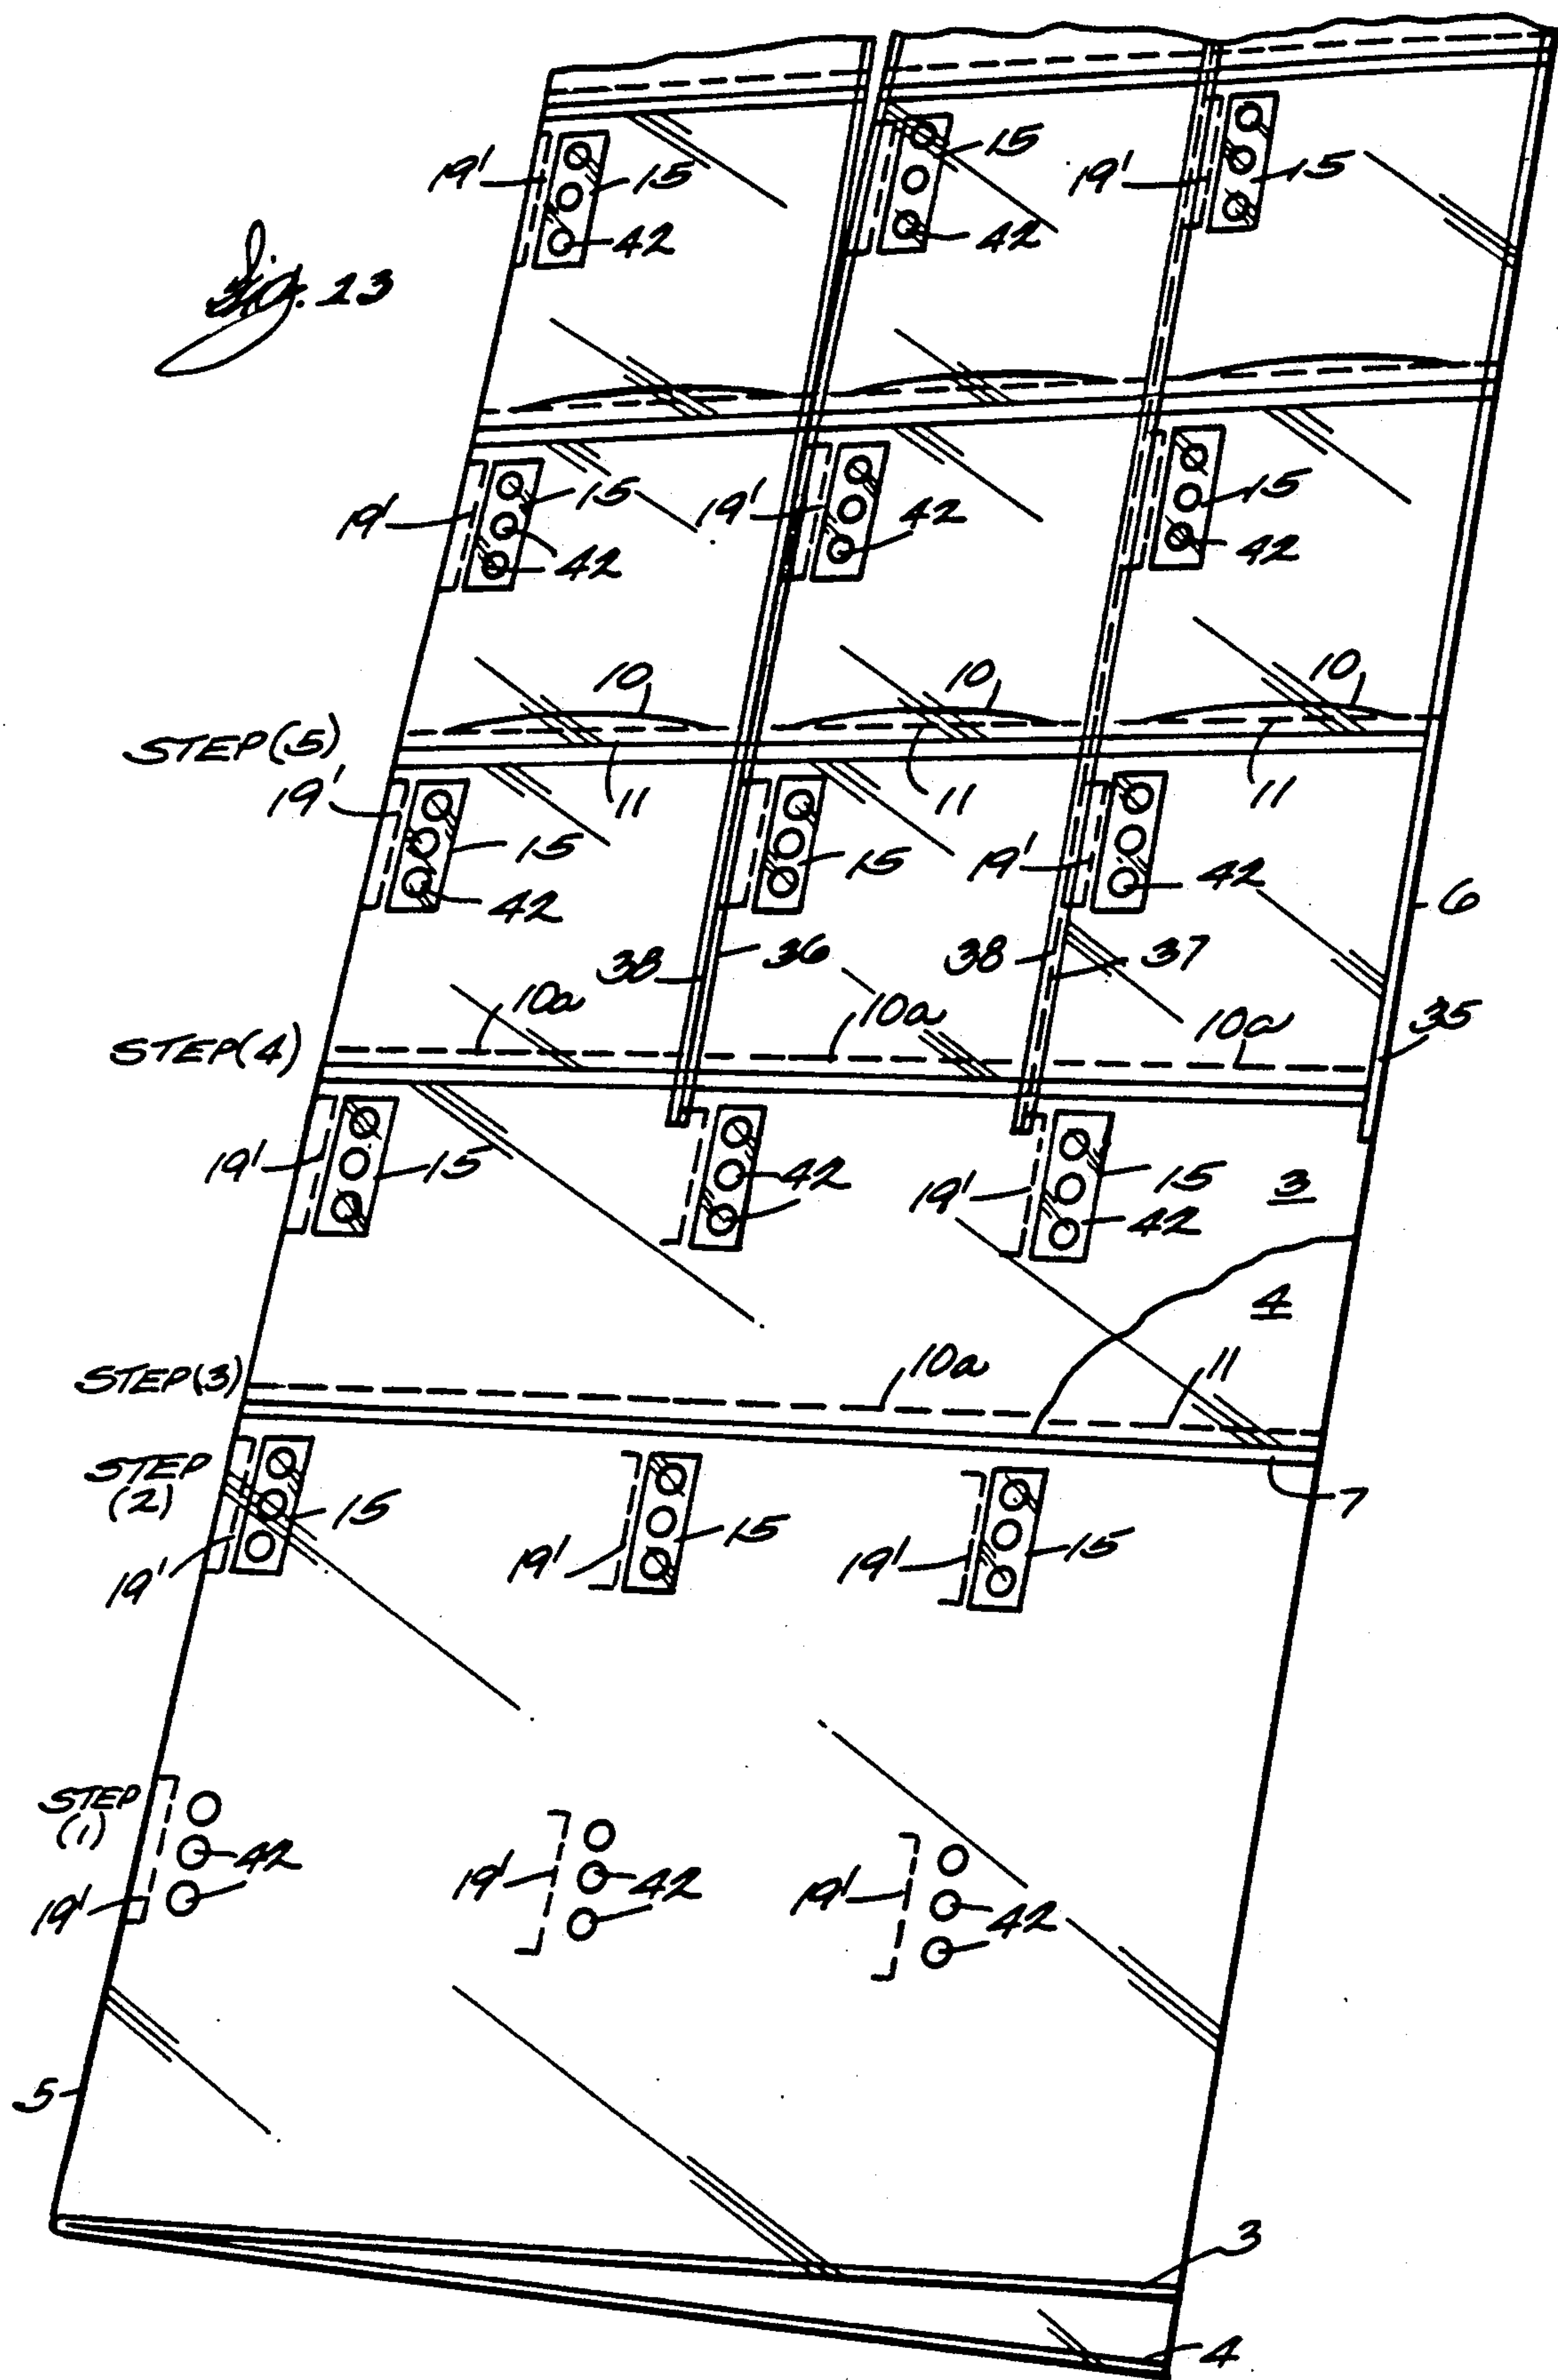 19' 15 15 19' 15
42 42
Fig. 23
19' 15 19' 42 15
42 42
10 10 10
STEP(5)
19' 11 11 11
15 15 19' 42
42 6
38 36 38 37
10a 10a 10a 35
STEP(4)
19' 15 42 19' 15 3
42
4
STEP(3) 10a 11
STEP
(2) 15 7
19' 19' 15 19' 15
STEP
(1) 42 19' 42 19' 42
19'
5
3
4